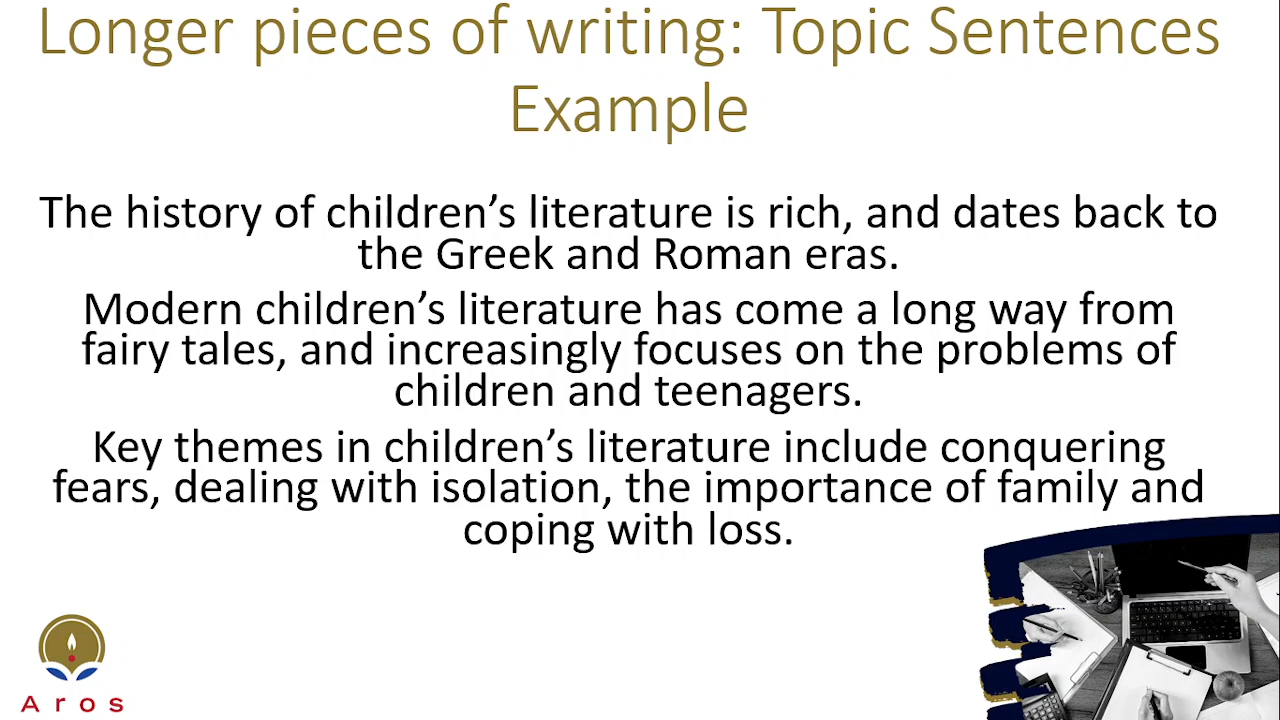 Longer pieces of writing: Topic Sentences
Example
The history of children’s literature is rich, and dates back to
the Greek and Roman eras.
Modern children’s literature has come a long way from
fairy tales, and increasingly focuses on the problems of
children and teenagers.
Key themes in children’s literature include conquering
fears, dealing with isolation, the importance of family and
coping with loss.
Aros